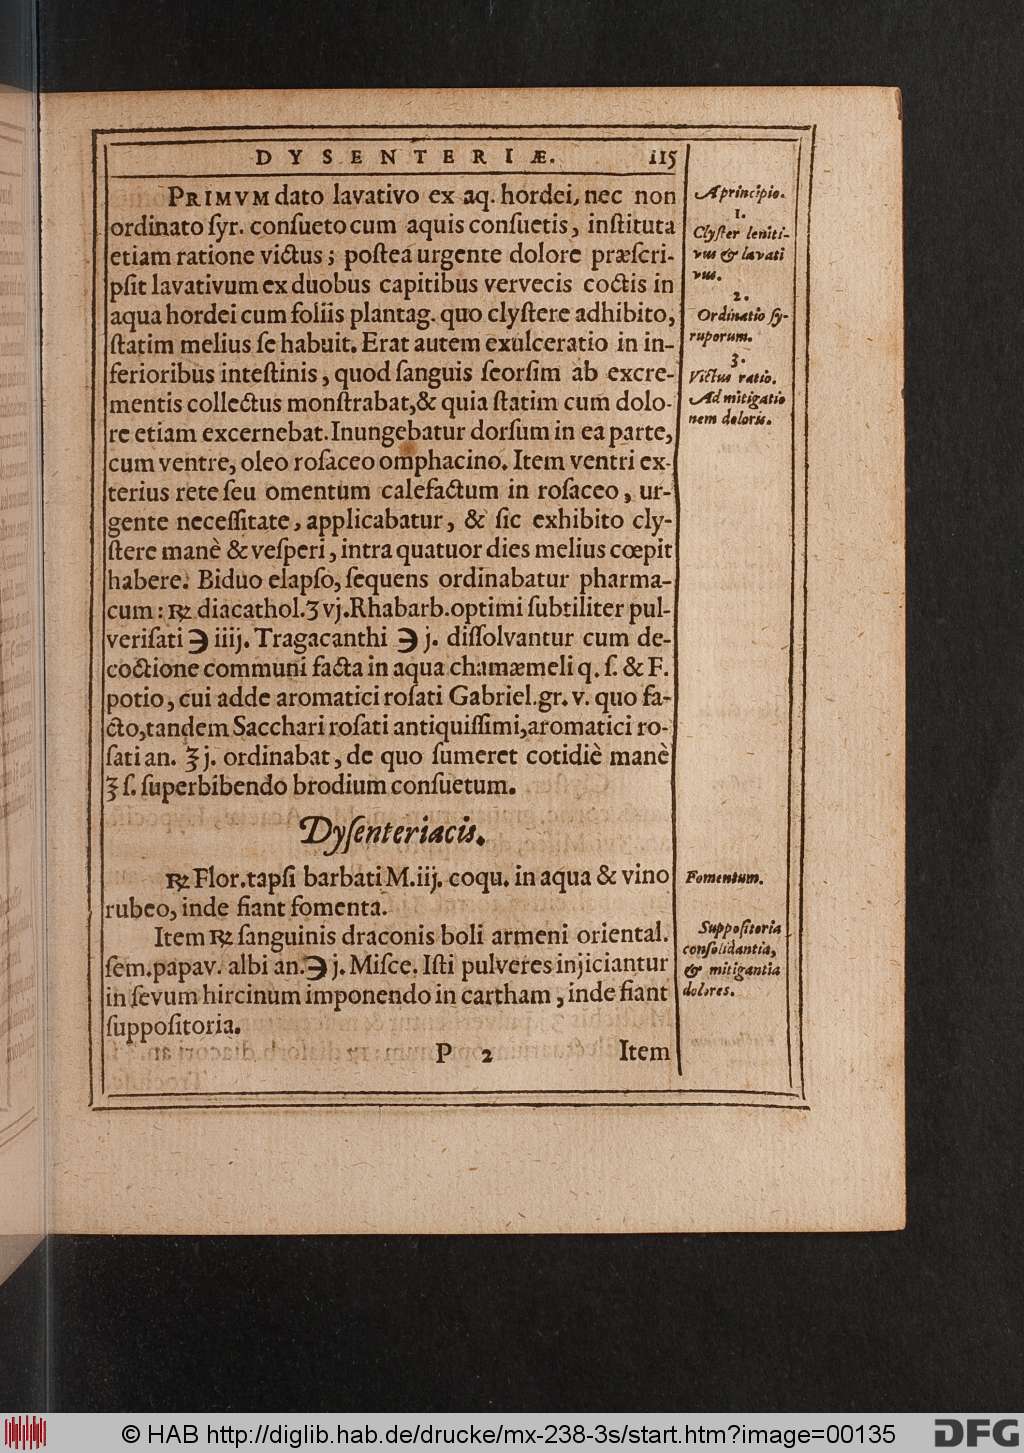 DYSENTERIÆ. 115
PRIMVM dato lavativo ex aq. hordei, nec non
ordinato ſyr. conſueto cum aquis conſuetis, inſtituta
etiam ratione victus; poſtea urgente dolore præſcri-
pſit lavativum ex duobus capitibus vervecis coctis in
aqua hordei cum foliis plantag. quo clyſtere adhibito,
ſtatim melius ſe habuit. Erat autem exulceratio in in-
ferioribus inteſtinis, quod ſanguis ſeorſim ab excre-
mentis collectus monſtrabat, & quia ſtatim cum dolo-
re etiam excernebat. Inungebatur dorſum in ea parte,
cum ventre, oleo roſaceo omphacino. Item ventri ex-
terius rete ſeu omentum calefactum in roſaceo, ur-
gente neceſſitate, applicabatur, & ſic exhibito cly-
ſtere manè & veſperi, intra quatuor dies melius cœpit
habere. Biduo elapſo, ſequens ordinabatur pharma-
cum: ℞ diacathol. ʒ vj. Rhabarb. optimi ſubtiliter pul-
veriſati ℈ iiij. Tragacanthi ℈ j. diſſolvantur cum de-
coctione communi facta in aqua chamæmeli q. ſ. & F.
potio, cui adde aromatici roſati Gabriel. gr. v. quo fa-
cto, tandem Sacchari roſati antiquiſſimi, aromatici ro-
ſati an. ℥ j. ordinabat, de quo ſumeret cotidiè manè
ʒ ſ. ſuperbibendo brodium conſuetum.
Dyſenteriacis.
℞ Flor. tapſi barbati M. iij. coqu. in aqua & vino
rubeo, inde fiant fomenta.
Item ℞ ſanguinis draconis boli armeni oriental.
ſem. papav. albi an. ℈ j. Miſce. Iſti pulveres injiciantur
in ſevum hircinum imponendo in cartham, inde fiant
ſuppoſitoria.
P 2 Item
A principio.
1.
Clyſter leniti-
vus & lavati
vus.
2.
Ordinatio ſy-
ruporum.
3.
Victus ratio.
Ad mitigatio
nem doloris.
Fomentum.
Suppoſitoria
conſolidantia,
& mitigantia
dolores.
© HAB http://diglib.hab.de/drucke/mx-238-3s/start.htm?image=00135
DFG